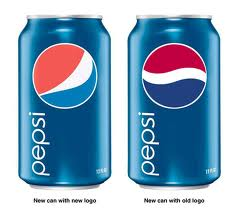 pepsi
pepsi
New can with new logo
New can with old logo